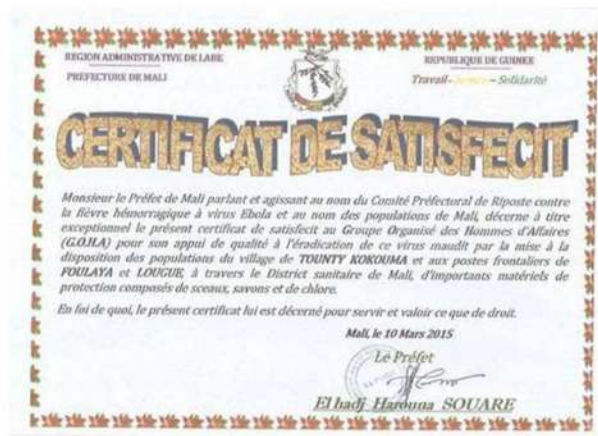 REGION ADMINISTRATIVE DE LABE
PREFECTURE DE MALI
REPUBLIQUE DE GUINEE
Travail - Justice - Solidarité
CERTIFICAT DE SATISFECIT
Monsieur le Préfet de Mali parlant et agissant au nom du Comité Préfectoral de Riposte contre
la fièvre hémorragique à virus Ebola et au nom des populations de Mali, décerne à titre
exceptionnel le présent certificat de satisfecit au Groupe Organisé des Hommes d'Affaires
(G.O.H.A) pour son appui de qualité à l'éradication de ce virus maudit par la mise à la
disposition des populations du village de TOUNTY KOKOUMA et aux postes frontaliers de
FOULAYA et LOUGUE, à travers le District sanitaire de Mali, d'importants matériels de
protection composés de sceaux, savons et de chlore.
En foi de quoi, le présent certificat lui est décerné pour servir et valoir ce que de droit.
Mali, le 10 Mars 2015
Le Préfet
El hadj Harouna SOUARE